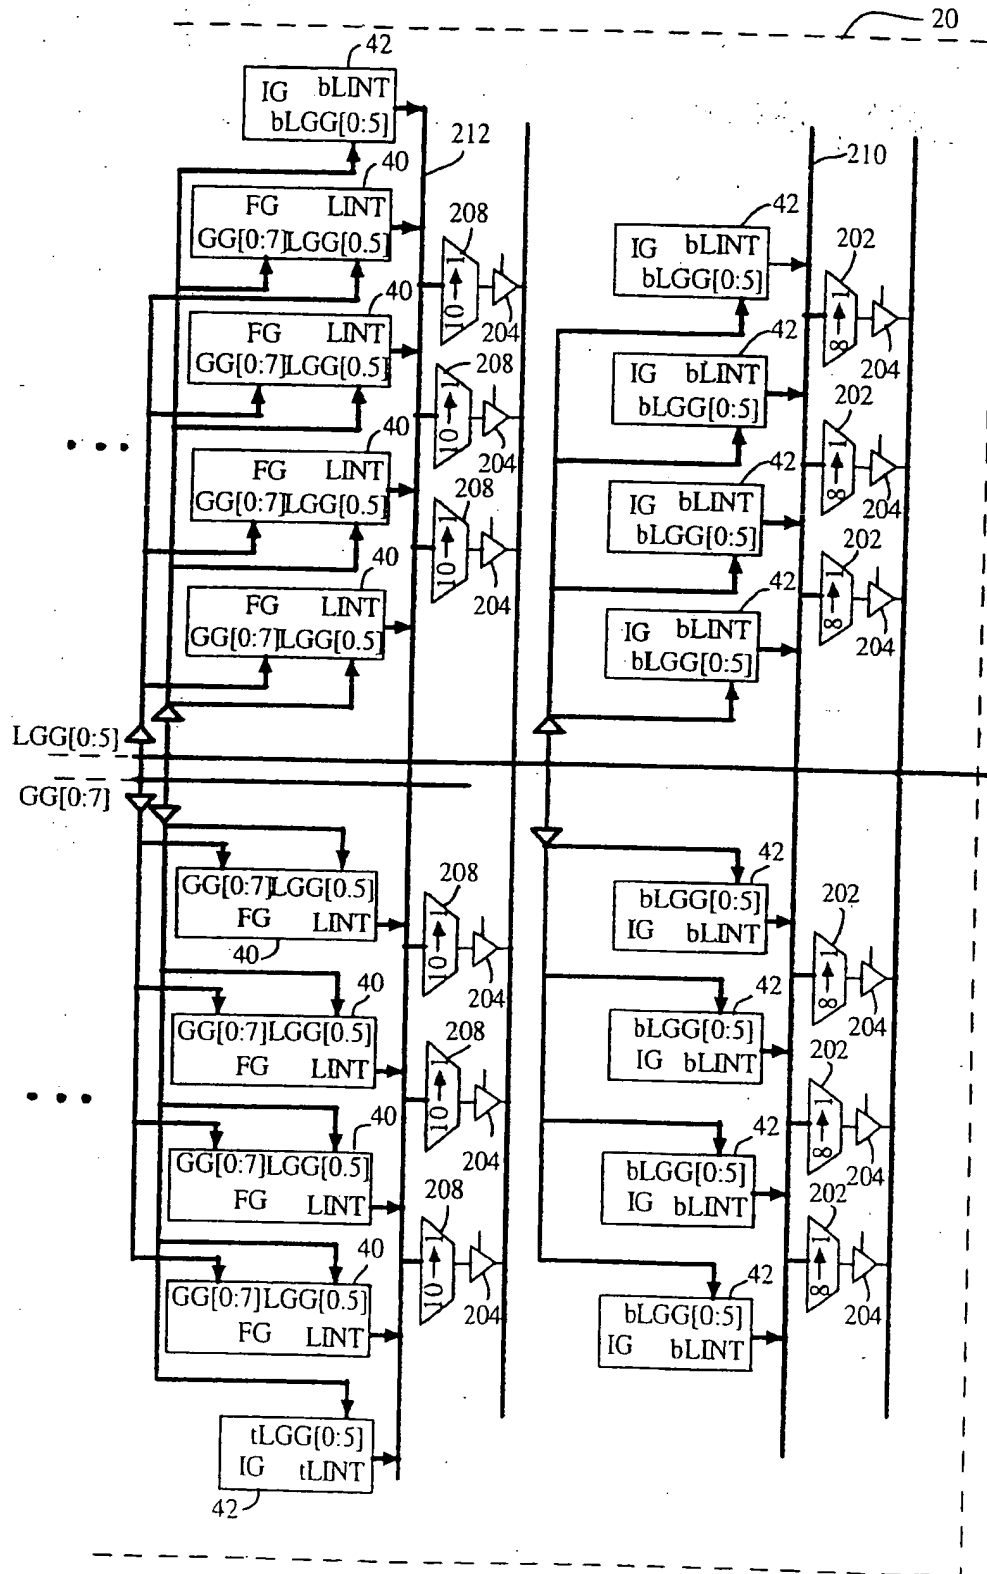 20
42
IG bLINT
bLGG[0:5]
212
40
FG LINT
GG[0:7]LGG[0.5]
208
10→1
204
40
FG LINT
GG[0:7]LGG[0.5]
208
10→1
204
40
FG LINT
GG[0:7]LGG[0.5]
208
10→1
204
40
FG LINT
GG[0:7]LGG[0.5]
210
42
IG bLINT
bLGG[0:5]
202
8→1
204
42
IG bLINT
bLGG[0:5]
202
8→1
204
42
IG bLINT
bLGG[0:5]
202
8→1
204
42
IG bLINT
bLGG[0:5]
LGG[0:5]
GG[0:7]
GG[0:7]LGG[0.5]
FG LINT
40
208
10→1
204
40
GG[0:7]LGG[0.5]
FG LINT
208
10→1
204
40
GG[0:7]LGG[0.5]
FG LINT
208
10→1
204
40
GG[0:7]LGG[0.5]
FG LINT
tLGG[0:5]
IG tLINT
42
42
bLGG[0:5]
IG bLINT
202
8→1
204
42
bLGG[0:5]
IG bLINT
202
8→1
204
42
bLGG[0:5]
IG bLINT
202
8→1
204
42
bLGG[0:5]
IG bLINT